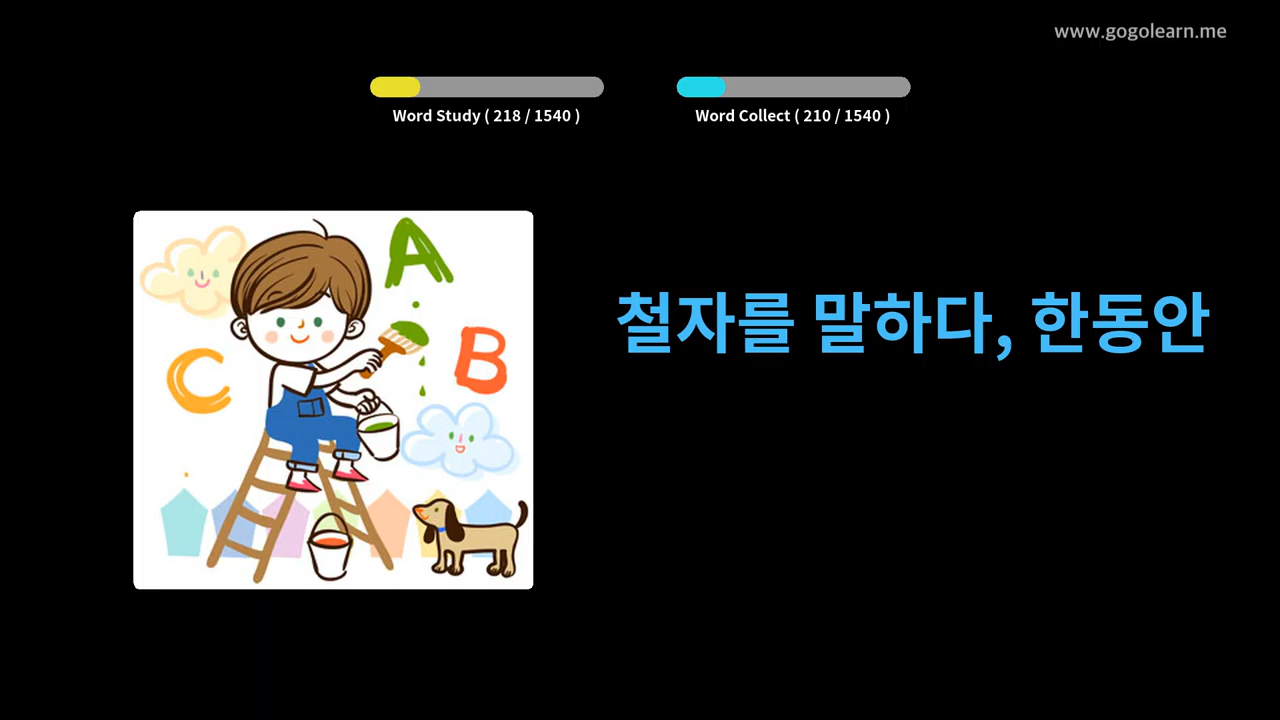 www.gogolearn.me
Word Study ( 218 / 1540 )
Word Collect ( 210 / 1540 )
A
B
C
철자를 말하다, 한동안